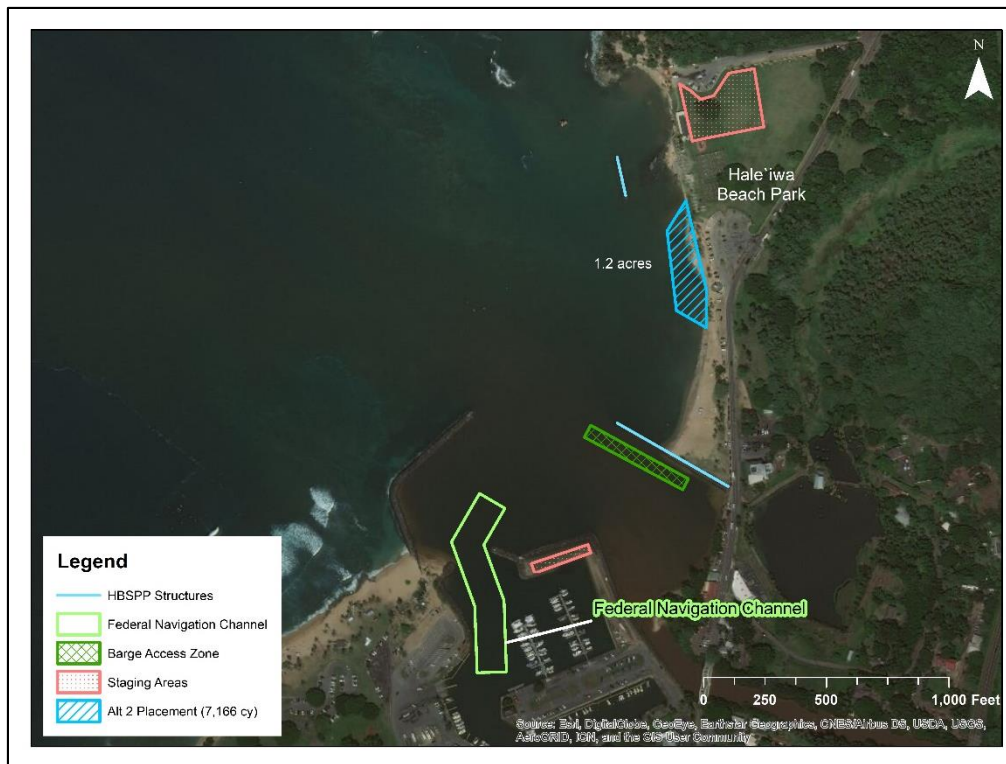 N
Hale`iwa
Beach Park
1.2 acres
Legend
HBSPP Structures
Federal Navigation Channel
Barge Access Zone
Staging Areas
Alt 2 Placement (7,166 cy)
Federal Navigation Channel
0 250 500 1,000 Feet
Source: Esri, DigitalGlobe, GeoEye, Earthstar Geographics, CNES/Airbus DS, USDA, USGS,
AeroGRID, IGN, and the GIS User Community